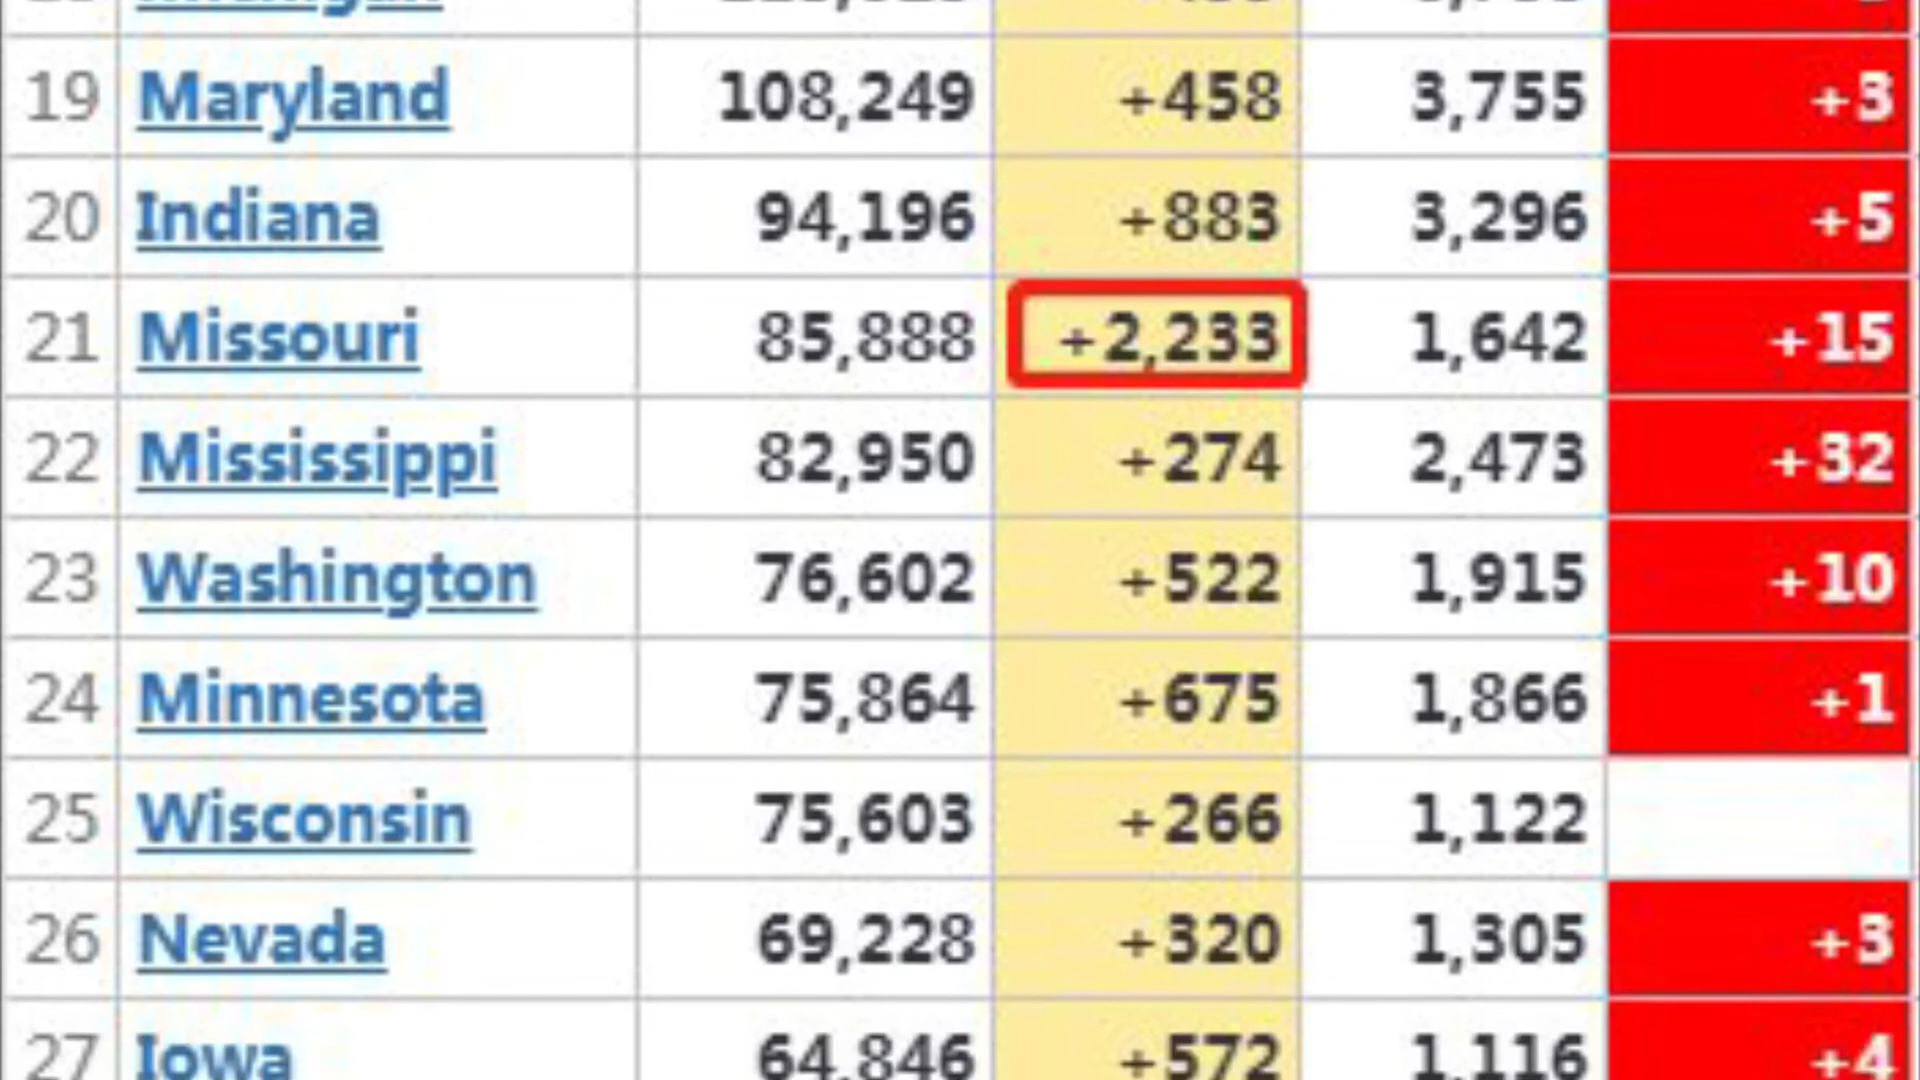 19 Maryland 108,249 +458 3,755 +3
20 Indiana 94,196 +883 3,296 +5
21 Missouri 85,888 +2,233 1,642 +15
22 Mississippi 82,950 +274 2,473 +32
23 Washington 76,602 +522 1,915 +10
24 Minnesota 75,864 +675 1,866 +1
25 Wisconsin 75,603 +266 1,122
26 Nevada 69,228 +320 1,305 +3
27 Iowa 64,846 +572 1,116 +4